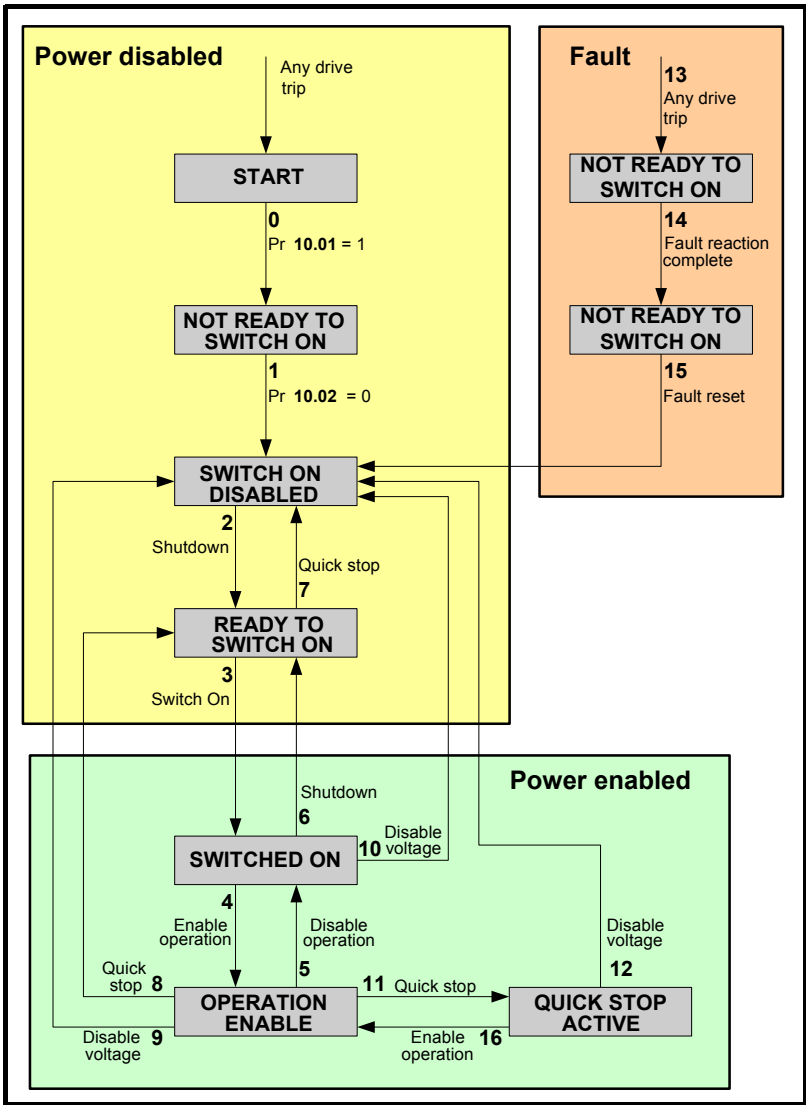 Power disabled
Any drive
trip
START
0
Pr 10.01 = 1
NOT READY TO
SWITCH ON
1
Pr 10.02 = 0
SWITCH ON
DISABLED
2
Shutdown
Quick stop
7
READY TO
SWITCH ON
3
Switch On
Fault
13
Any drive
trip
NOT READY TO
SWITCH ON
14
Fault reaction
complete
NOT READY TO
SWITCH ON
15
Fault reset
Power enabled
Shutdown
6
SWITCHED ON
10 Disable
voltage
4
Enable
operation
Disable
operation
5
Quick
stop 8
OPERATION
ENABLE
Disable 9
voltage
11 Quick stop
Enable 16
operation
Disable
voltage
12
QUICK STOP
ACTIVE